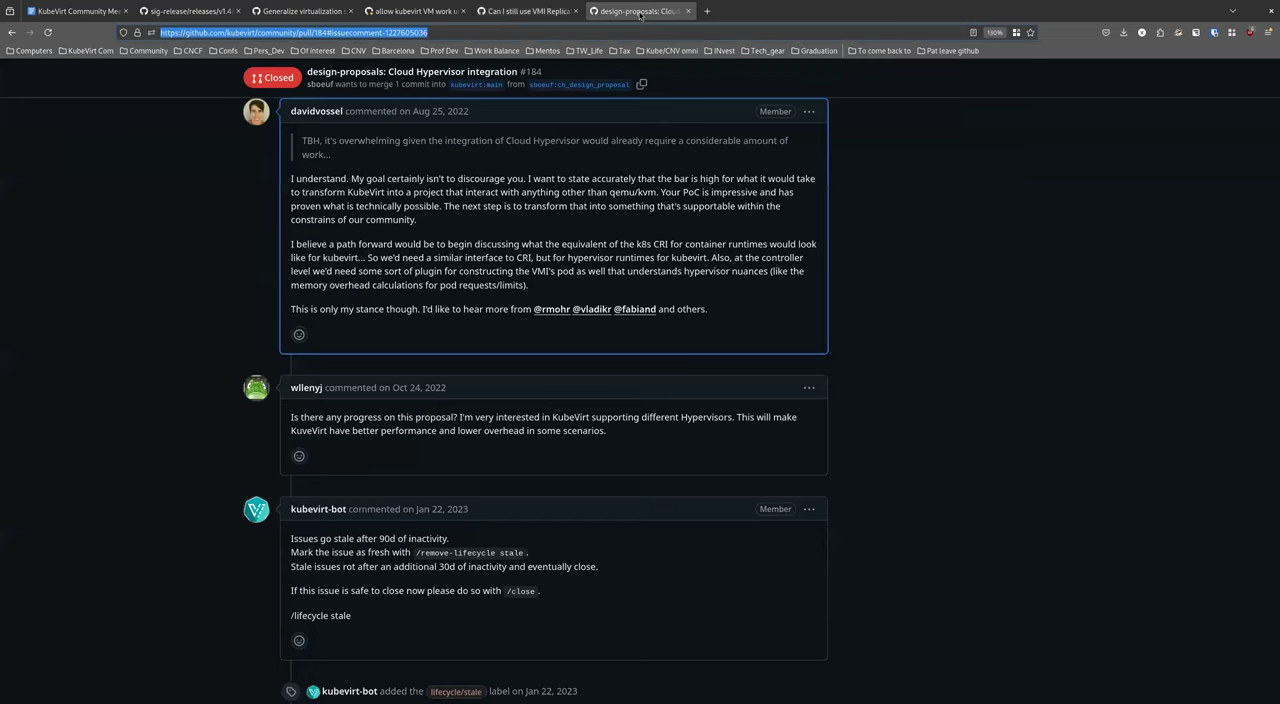 KubeVirt Community Mee
sig-release/releases/v1.4
Generalize virtualization s
allow kubevirt VM work u
Can I still use VMI Replica
design-proposals: Cloud
https://github.com/kubevirt/community/pull/184#issuecomment-1227605036
130%
Computers
KubeVirt Com
Community
CNCF
Confs
Pers_Dev
Of interest
CNV
Barcelona
Prof Dev
Work Balance
Mentos
TW_Life
Tax
Kube/CNV omni
INvest
Tech_gear
Graduation
To come back to
Pat leave github
Closed
design-proposals: Cloud Hypervisor integration #184
sboeuf wants to merge 1 commit into kubevirt:main from sboeuf:ch_design_proposal
davidvossel commented on Aug 25, 2022
Member
TBH, it's overwhelming given the integration of Cloud Hypervisor would already require a considerable amount of
work...
I understand. My goal certainly isn't to discourage you. I want to state accurately that the bar is high for what it would take
to transform KubeVirt into a project that interact with anything other than qemu/kvm. Your PoC is impressive and has
proven what is technically possible. The next step is to transform that into something that's supportable within the
constrains of our community.
I believe a path forward would be to begin discussing what the equivalent of the k8s CRI for container runtimes would look
like for kubevirt... So we'd need a similar interface to CRI, but for hypervisor runtimes for kubevirt. Also, at the controller
level we'd need some sort of plugin for constructing the VMI's pod as well that understands hypervisor nuances (like the
memory overhead calculations for pod requests/limits).
This is only my stance though. I'd like to hear more from @rmohr @vladikr @fabiand and others.
wllenyj commented on Oct 24, 2022
Is there any progress on this proposal? I'm very interested in KubeVirt supporting different Hypervisors. This will make
KuveVirt have better performance and lower overhead in some scenarios.
kubevirt-bot commented on Jan 22, 2023
Member
Issues go stale after 90d of inactivity.
Mark the issue as fresh with /remove-lifecycle stale.
Stale issues rot after an additional 30d of inactivity and eventually close.
If this issue is safe to close now please do so with /close.
/lifecycle stale
kubevirt-bot added the lifecycle/stale label on Jan 22, 2023